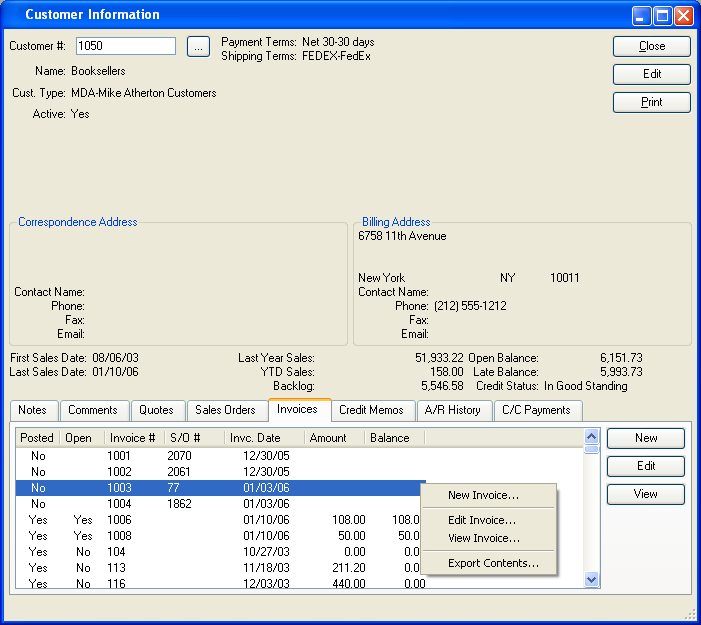 Customer Information
Customer #: 1050 ... Payment Terms: Net 30-30 days Close
Shipping Terms: FEDEX-FedEx
Name: Booksellers Edit
Cust. Type: MDA-Mike Atherton Customers Print
Active: Yes
Correspondence Address Billing Address
6758 11th Avenue
New York NY 10011
Contact Name: Contact Name:
Phone: Phone: (212) 555-1212
Fax: Fax:
Email: Email:
First Sales Date: 08/06/03 Last Year Sales: 51,933.22 Open Balance: 6,151.73
Last Sales Date: 01/10/06 YTD Sales: 158.00 Late Balance: 5,993.73
Backlog: 5,546.58 Credit Status: In Good Standing
Notes Comments Quotes Sales Orders Invoices Credit Memos A/R History C/C Payments
Posted Open Invoice # S/O # Invc. Date Amount Balance New
No 1001 2070 12/30/05
No 1002 2061 12/30/05 Edit
No 1003 77 01/03/06 New Invoice... View
No 1004 1862 01/03/06
Yes Yes 1006 01/10/06 108.00 108.0 Edit Invoice...
Yes Yes 1008 01/10/06 50.00 50.0 View Invoice...
Yes No 104 10/27/03 0.00 0.0
Yes No 113 11/18/03 211.20 0.0 Export Contents...
Yes No 116 12/03/03 440.00 0.00